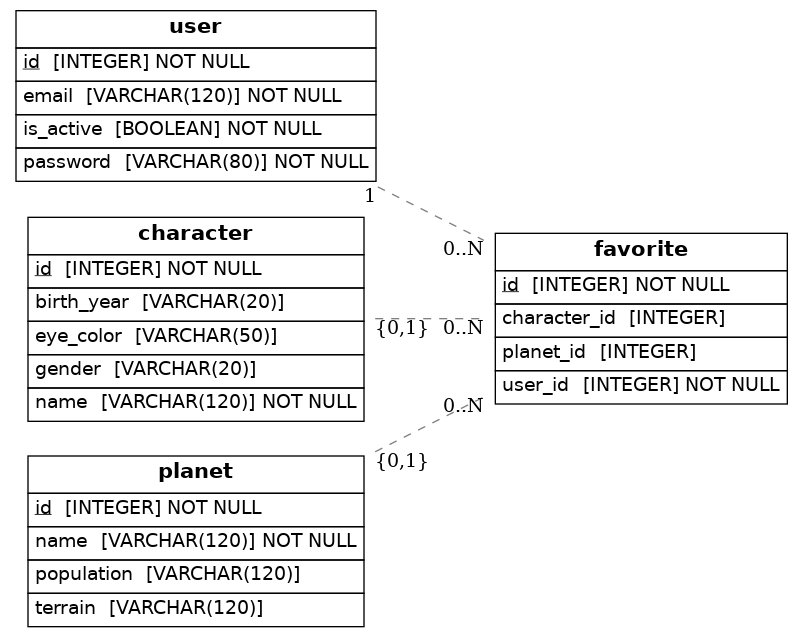 user
id [INTEGER] NOT NULL
email [VARCHAR(120)] NOT NULL
is_active [BOOLEAN] NOT NULL
password [VARCHAR(80)] NOT NULL
1
0..N
character
id [INTEGER] NOT NULL
birth_year [VARCHAR(20)]
eye_color [VARCHAR(50)]
gender [VARCHAR(20)]
name [VARCHAR(120)] NOT NULL
{0,1}
0..N
favorite
id [INTEGER] NOT NULL
character_id [INTEGER]
planet_id [INTEGER]
user_id [INTEGER] NOT NULL
0..N
{0,1}
planet
id [INTEGER] NOT NULL
name [VARCHAR(120)] NOT NULL
population [VARCHAR(120)]
terrain [VARCHAR(120)]